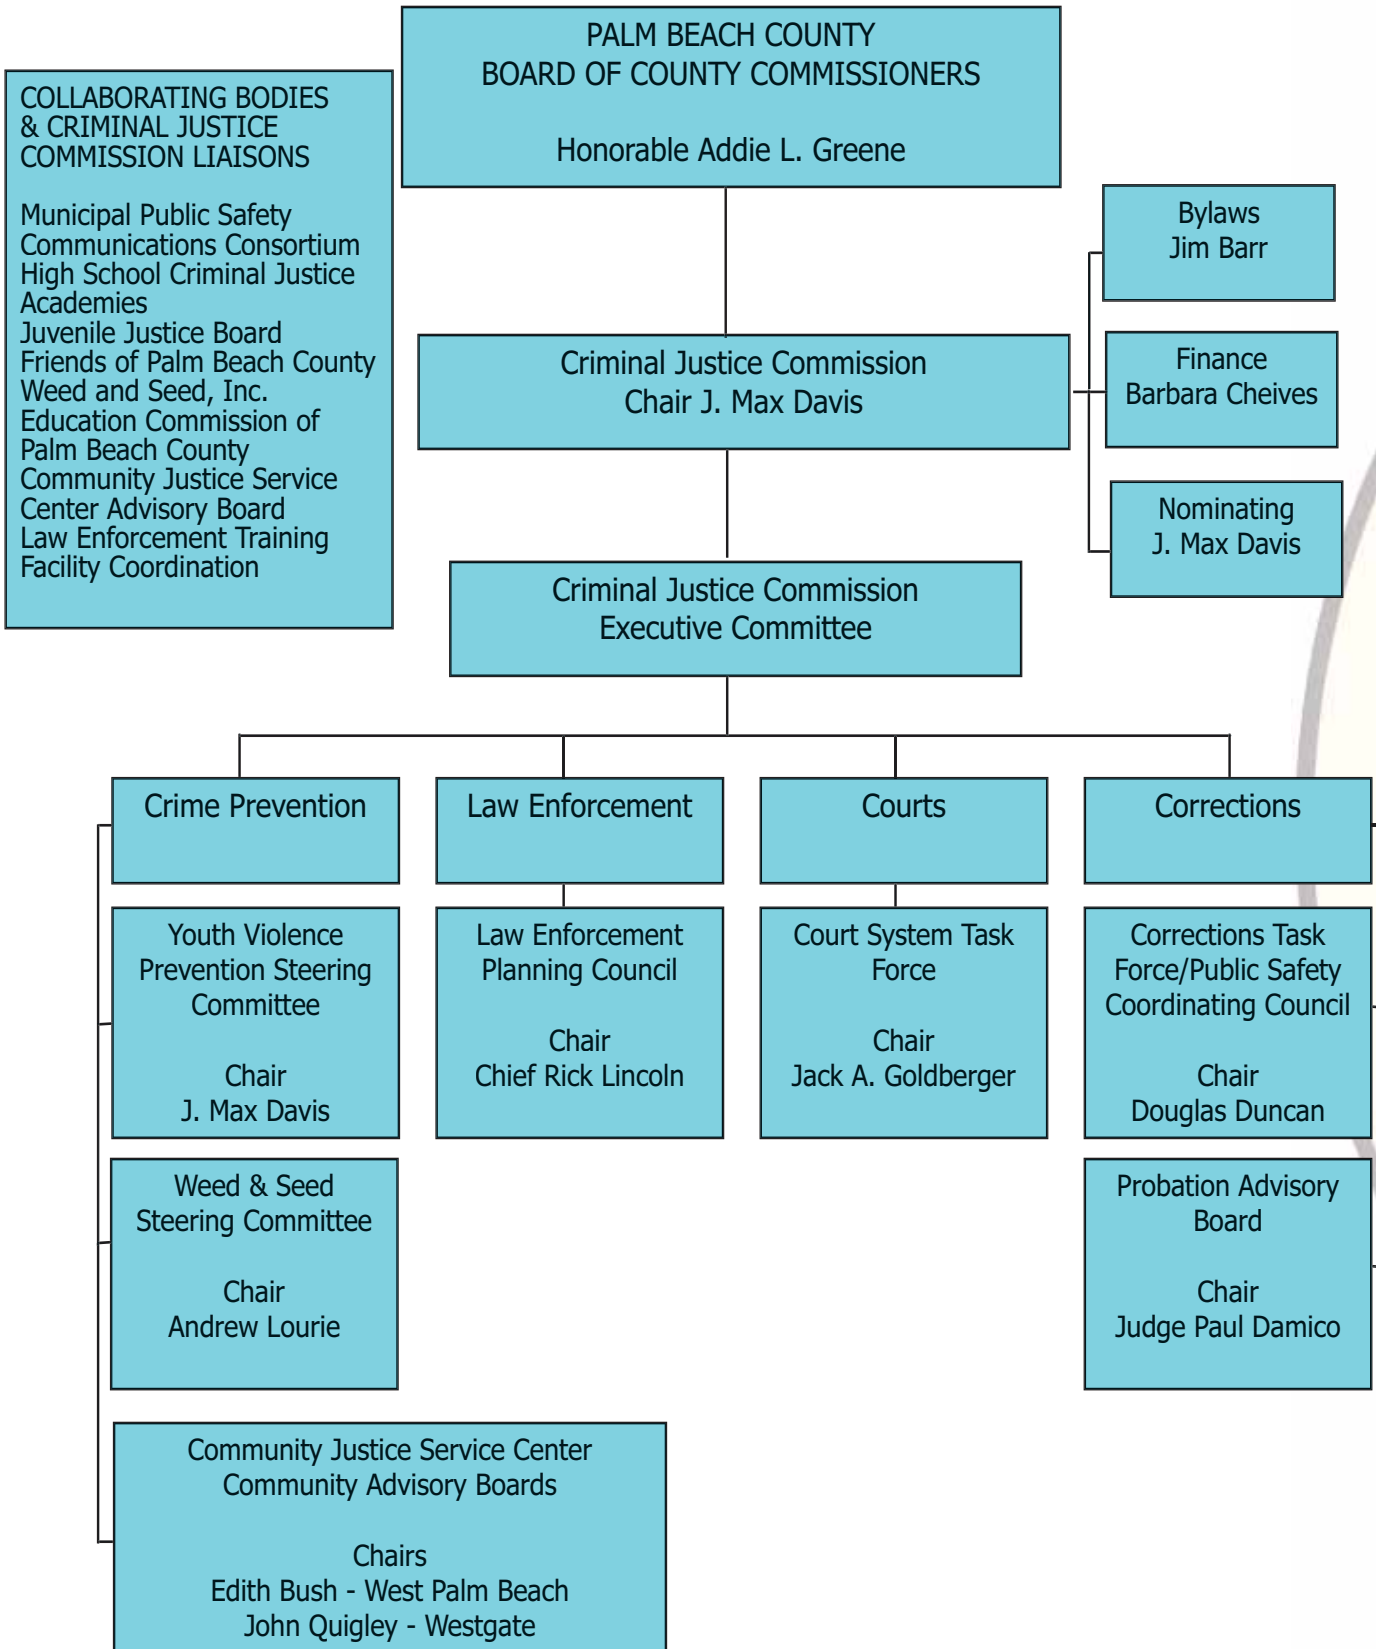 PALM BEACH COUNTY
BOARD OF COUNTY COMMISSIONERS
Honorable Addie L. Greene
COLLABORATING BODIES
& CRIMINAL JUSTICE
COMMISSION LIAISONS
Municipal Public Safety
Communications Consortium
High School Criminal Justice
Academies
Juvenile Justice Board
Friends of Palm Beach County
Weed and Seed, Inc.
Education Commission of
Palm Beach County
Community Justice Service
Center Advisory Board
Law Enforcement Training
Facility Coordination
Bylaws
Jim Barr
Criminal Justice Commission
Chair J. Max Davis
Finance
Barbara Cheives
Nominating
J. Max Davis
Criminal Justice Commission
Executive Committee
Crime Prevention
Law Enforcement
Courts
Corrections
Youth Violence
Prevention Steering
Committee
Chair
J. Max Davis
Law Enforcement
Planning Council
Chair
Chief Rick Lincoln
Court System Task
Force
Chair
Jack A. Goldberger
Corrections Task
Force/Public Safety
Coordinating Council
Chair
Douglas Duncan
Weed & Seed
Steering Committee
Chair
Andrew Lourie
Probation Advisory
Board
Chair
Judge Paul Damico
Community Justice Service Center
Community Advisory Boards
Chairs
Edith Bush - West Palm Beach
John Quigley - Westgate